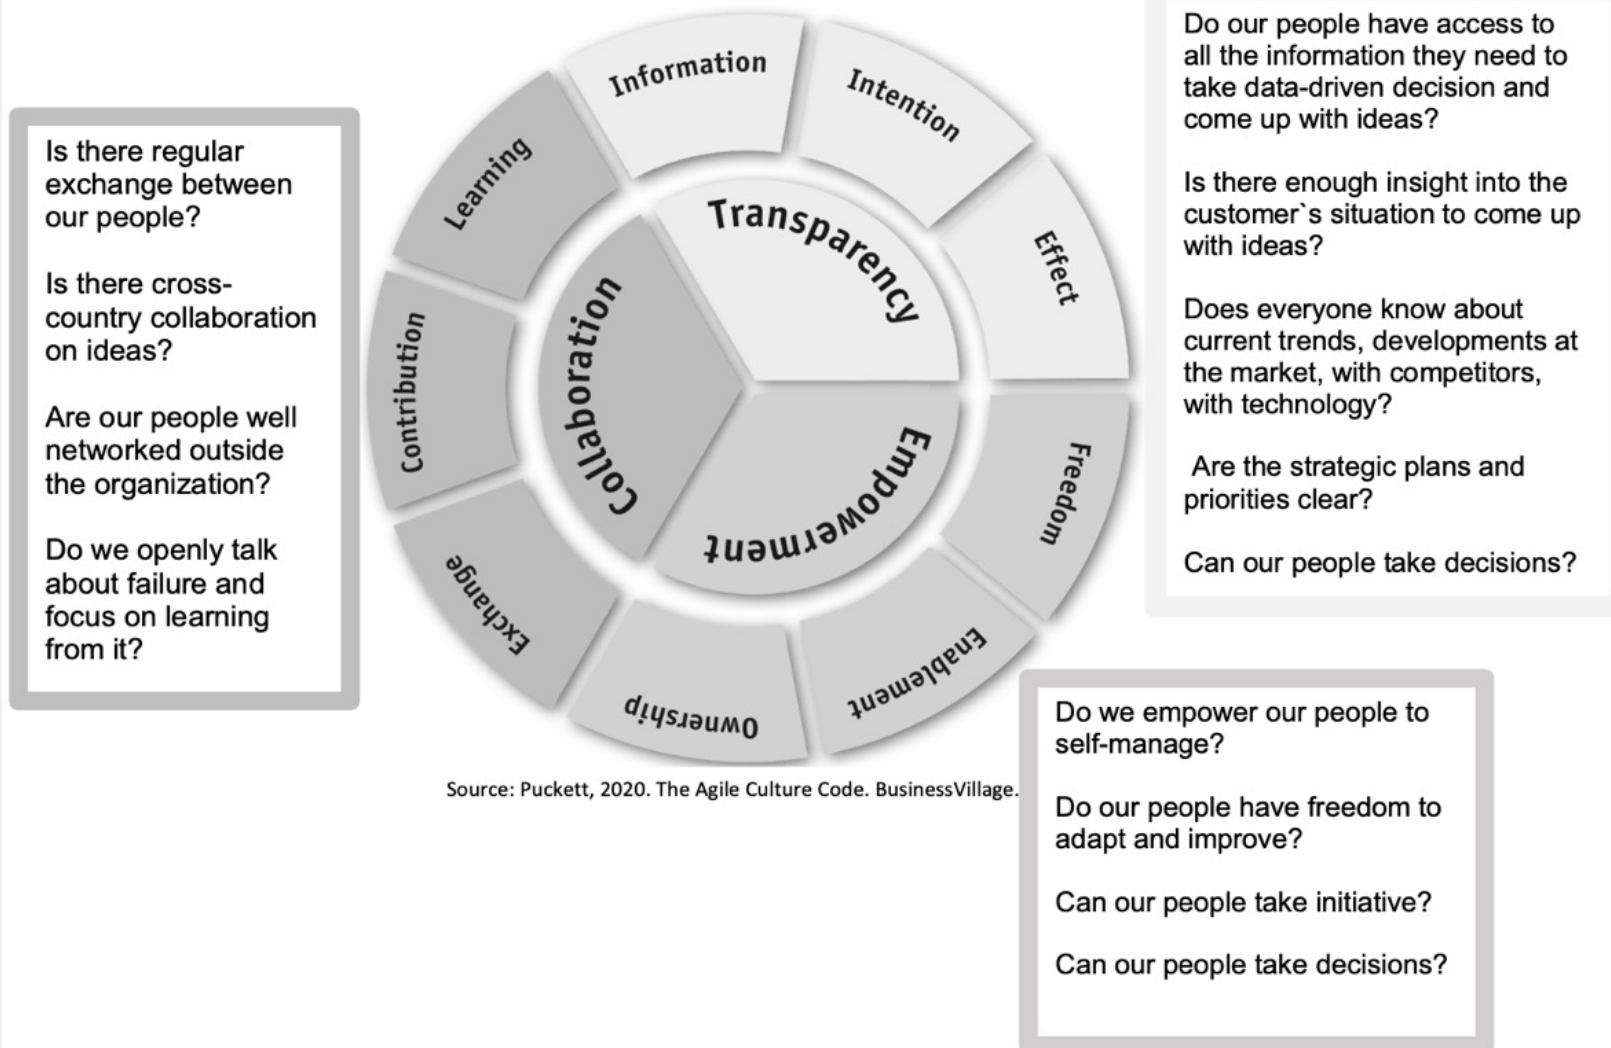 Is there regular
exchange between
our people?
Is there cross-
country collaboration
on ideas?
Are our people well
networked outside
the organization?
Do we openly talk
about failure and
focus on learning
from it?
Information
Intention
Effect
Freedom
Enablement
Ownership
Exchange
Contribution
Learning
Transparency
Empowerment
Collaboration
Source: Puckett, 2020. The Agile Culture Code. BusinessVillage.
Do our people have access to
all the information they need to
take data-driven decision and
come up with ideas?
Is there enough insight into the
customer`s situation to come up
with ideas?
Does everyone know about
current trends, developments at
the market, with competitors,
with technology?
Are the strategic plans and
priorities clear?
Can our people take decisions?
Do we empower our people to
self-manage?
Do our people have freedom to
adapt and improve?
Can our people take initiative?
Can our people take decisions?